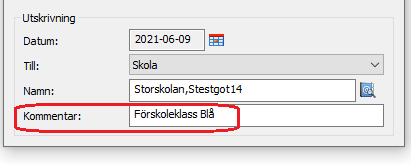 Utskrivning
Datum: 2021-06-09
Till: Skola
Namn: Storskolan,Stestgot14
Kommentar: Förskoleklass Blå